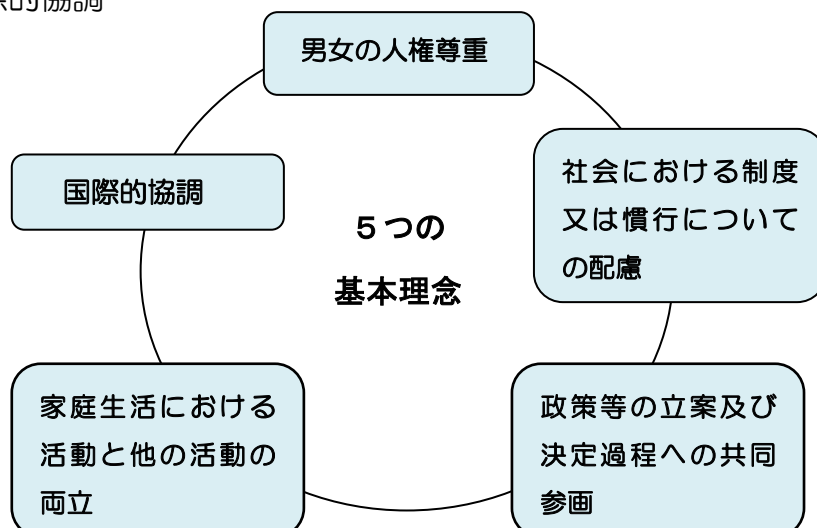 的協調
男女の人権尊重
社会における制度
又は慣行について
の配慮
国際的協調
５つの
基本理念
家庭生活における
活動と他の活動の
両立
政策等の立案及び
決定過程への共同
参画